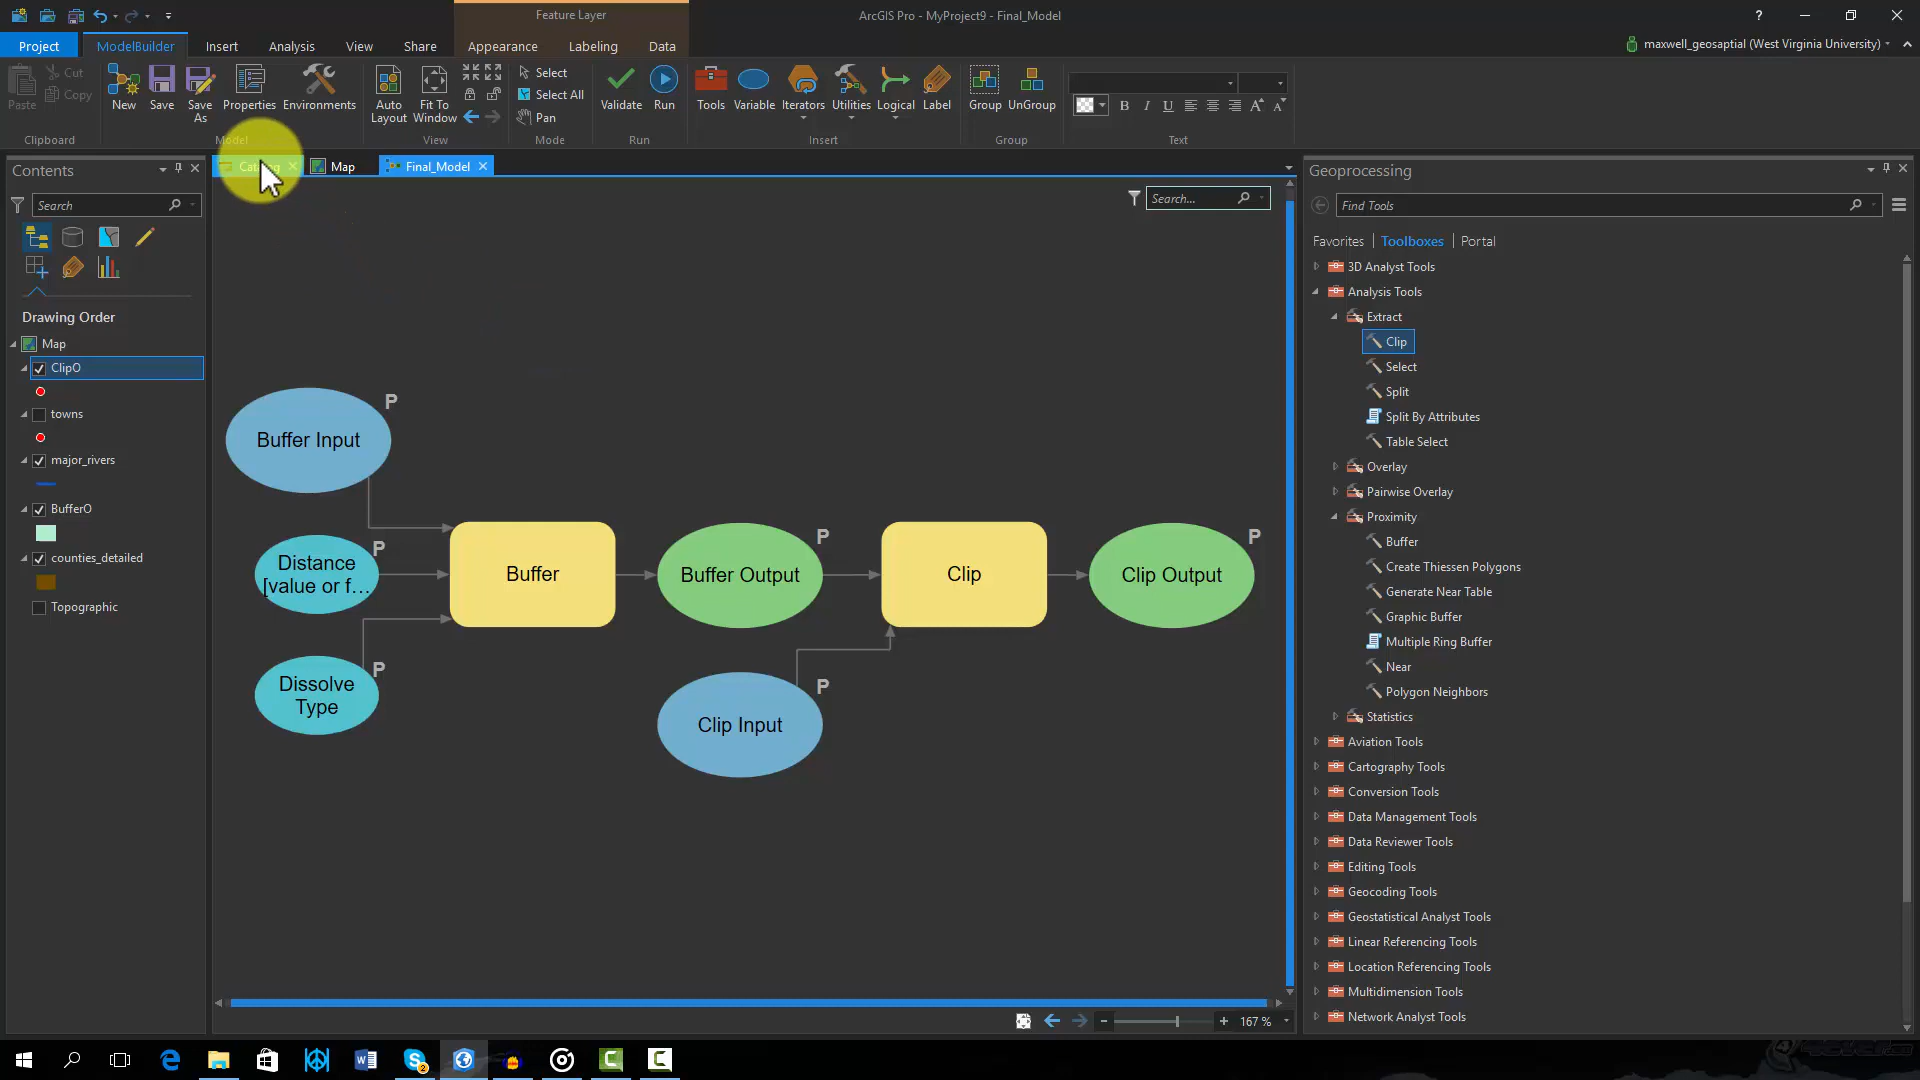 Feature Layer
ArcGIS Pro - MyProject9 - Final_Model
?
Project
ModelBuilder
Insert
Analysis
View
Share
Appearance
Labeling
Data
maxwell_geosaptial (West Virginia University)
Paste
Cut
Copy
New
Save
Save As
Properties
Environments
Auto Layout
Fit To Window
Select
Select All
Pan
Validate
Run
Tools
Variable
Iterators
Utilities
Logical
Label
Group
UnGroup
B I U A A
Clipboard
Model
View
Mode
Run
Insert
Group
Text
Contents
Search
Drawing Order
Map
ClipO
towns
major_rivers
BufferO
counties_detailed
Topographic
Catalog
Map
Final_Model
Search...
Buffer Input
P
Distance
[value or f...
P
Dissolve
Type
P
Buffer
Buffer Output
P
Clip
Clip Output
P
Clip Input
P
167 %
Geoprocessing
Find Tools
Favorites
Toolboxes
Portal
3D Analyst Tools
Analysis Tools
Extract
Clip
Select
Split
Split By Attributes
Table Select
Overlay
Pairwise Overlay
Proximity
Buffer
Create Thiessen Polygons
Generate Near Table
Graphic Buffer
Multiple Ring Buffer
Near
Polygon Neighbors
Statistics
Aviation Tools
Cartography Tools
Conversion Tools
Data Management Tools
Data Reviewer Tools
Editing Tools
Geocoding Tools
Geostatistical Analyst Tools
Linear Referencing Tools
Location Referencing Tools
Multidimension Tools
Network Analyst Tools